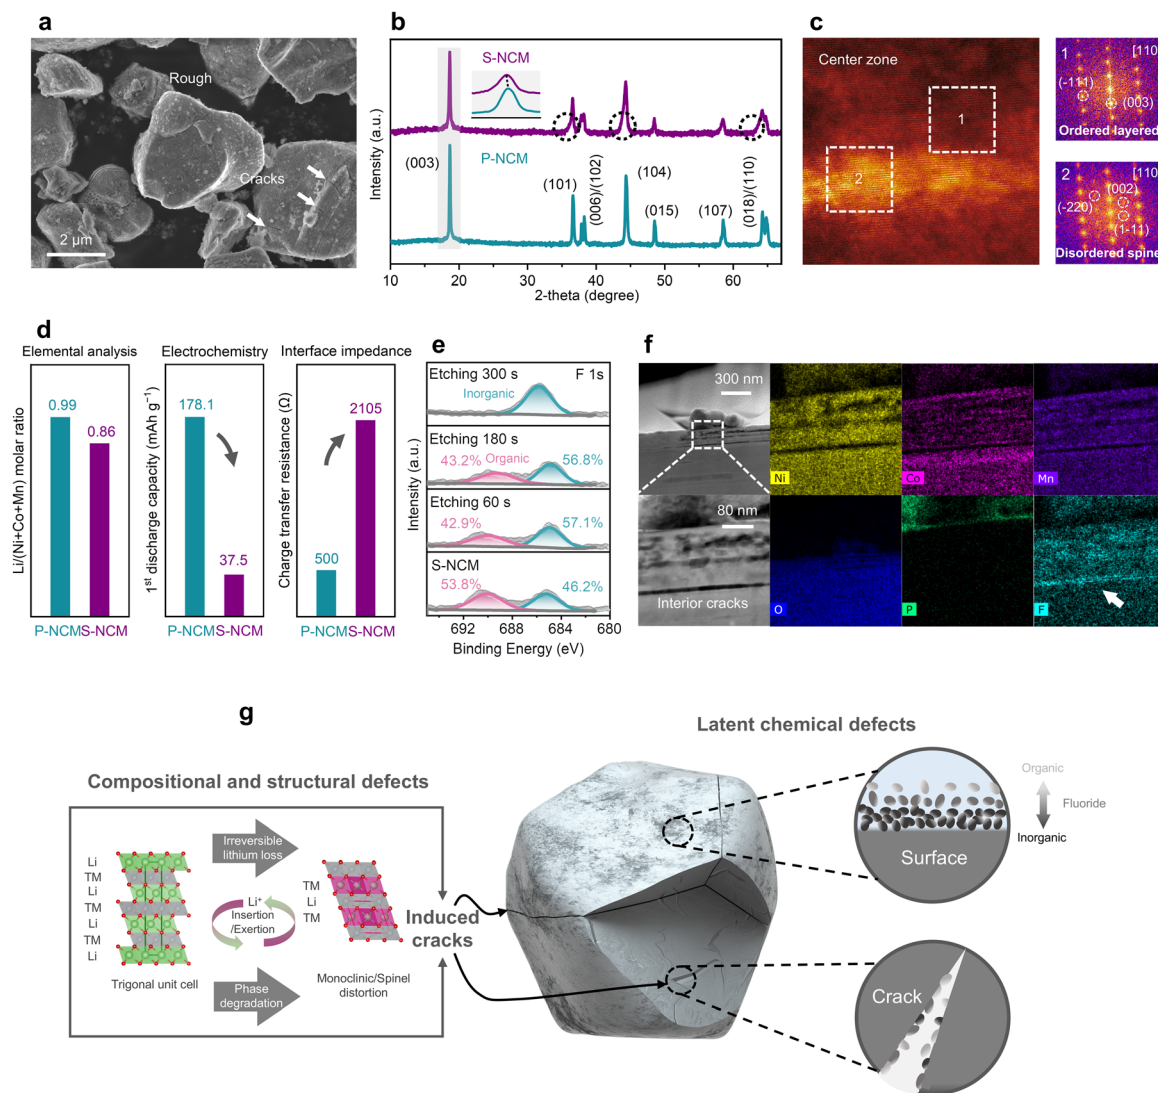 a
Rough
Cracks
2 μm
b
S-NCM
P-NCM
(003)
(101)
(006)/(102)
(104)
(015)
(107)
(018)/(110)
Intensity (a.u.)
10 20 30 40 50 60
2-theta (degree)
c
Center zone
1
2
1 [110]
(-111)
(003)
Ordered layered
2 [110]
(002)
(-220)
(1-11)
Disordered spinel
d
Elemental analysis
Li/(Ni+Co+Mn) molar ratio
0.99
0.86
P-NCM S-NCM
Electrochemistry
1st discharge capacity (mAh g⁻¹)
178.1
37.5
P-NCM S-NCM
Interface impedance
Charge transfer resistance (Ω)
500
2105
P-NCM S-NCM
e
Etching 300 s F 1s
Inorganic
Etching 180 s
Organic
43.2% 56.8%
Etching 60 s
42.9% 57.1%
S-NCM
53.8% 46.2%
Intensity (a.u.)
692 688 684 680
Binding Energy (eV)
f
300 nm
Ni
Co
Mn
80 nm
Interior cracks
O
P
F
g
Compositional and structural defects
Latent chemical defects
Li
TM
Li
TM
Li
TM
Li
Trigonal unit cell
Irreversible
lithium loss
Li⁺
Insertion
/Exertion
Phase
degradation
TM
Li
TM
Monoclinic/Spinel
distortion
Induced
cracks
Surface
Organic
Fluoride
Inorganic
Crack